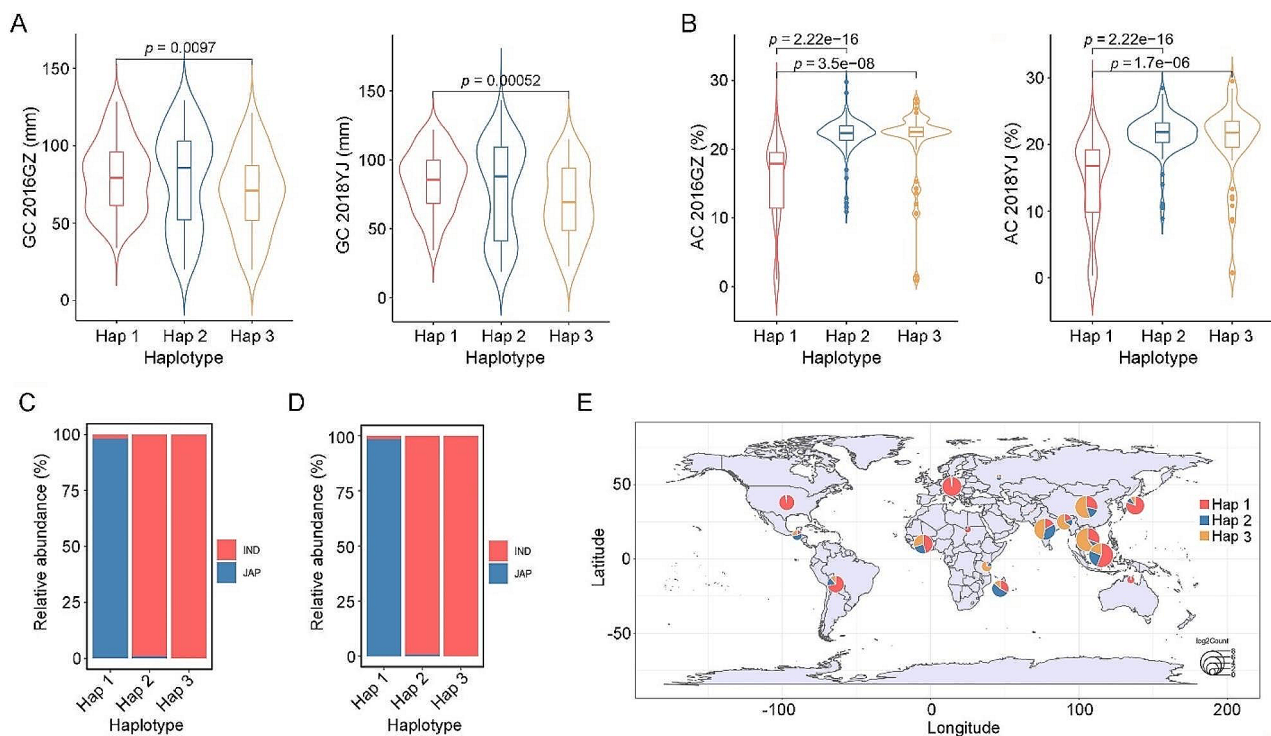 A
GC 2016GZ (mm)
150
100
50
0
p = 0.0097
Hap 1 Hap 2 Hap 3
Haplotype
GC 2018YJ (mm)
150
100
50
0
p = 0.00052
Hap 1 Hap 2 Hap 3
Haplotype
B
AC 2016GZ (%)
30
20
10
0
p = 2.22e−16
p = 3.5e−08
Hap 1 Hap 2 Hap 3
Haplotype
AC 2018YJ (%)
30
20
10
0
p = 2.22e−16
p = 1.7e−06
Hap 1 Hap 2 Hap 3
Haplotype
C
Relative abundance (%)
100
75
50
25
0
Hap 1 Hap 2 Hap 3
Haplotype
IND
JAP
D
Relative abundance (%)
100
75
50
25
0
Hap 1 Hap 2 Hap 3
Haplotype
IND
JAP
E
Latitude
50
0
-50
-100 0 100 200
Longitude
Hap 1
Hap 2
Hap 3
log2Count
8
6
4
2
0